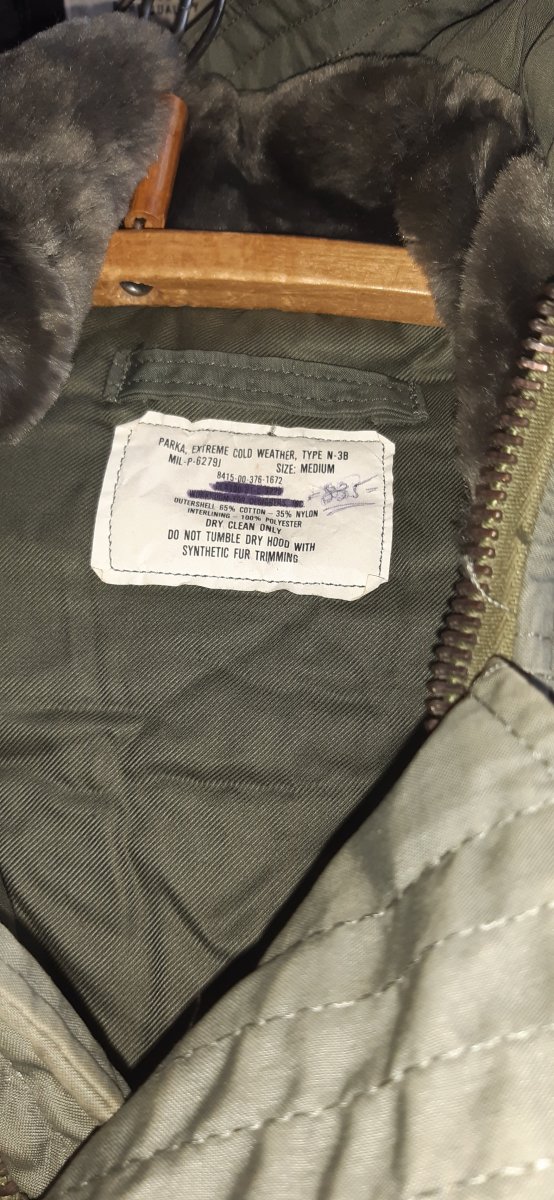 PARKA, EXTREME COLD WEATHER, TYPE N-3B
MIL-P-6279J SIZE: MEDIUM
8415-00-376-1672
885
OUTERSHELL 65% COTTON - 35% NYLON
INTERLINING - 100% POLYESTER
DRY CLEAN ONLY
DO NOT TUMBLE DRY HOOD WITH
SYNTHETIC FUR TRIMMING